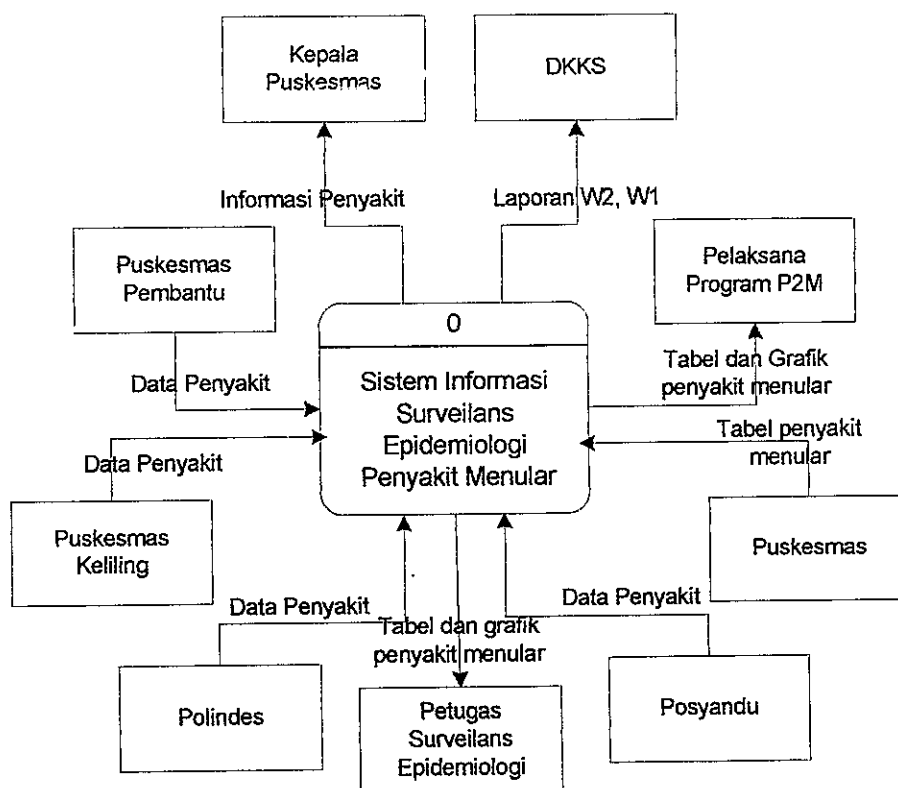 Kepala
Puskesmas
DKKS
Informasi Penyakit
Laporan W2, W1
Puskesmas
Pembantu
Pelaksana
Program P2M
0
Data Penyakit
Sistem Informasi
Surveilans
Epidemiologi
Penyakit Menular
Tabel dan Grafik
penyakit menular
Data Penyakit
Tabel penyakit
menular
Puskesmas
Keliling
Puskesmas
Data Penyakit
Tabel dan grafik
penyakit menular
Data Penyakit
Polindes
Petugas
Surveilans
Epidemiologi
Posyandu